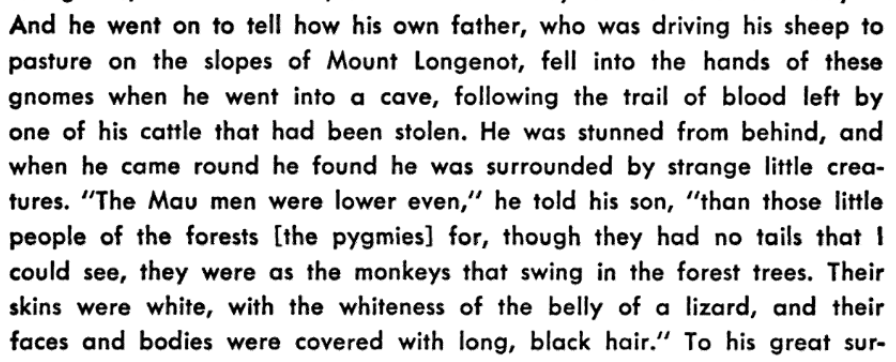 And he went on to tell how his own father, who was driving his sheep to
pasture on the slopes of Mount Longenot, fell into the hands of these
gnomes when he went into a cave, following the trail of blood left by
one of his cattle that had been stolen. He was stunned from behind, and
when he came round he found he was surrounded by strange little crea-
tures. "The Mau men were lower even," he told his son, "than those little
people of the forests [the pygmies] for, though they had no tails that I
could see, they were as the monkeys that swing in the forest trees. Their
skins were white, with the whiteness of the belly of a lizard, and their
faces and bodies were covered with long, black hair." To his great sur-